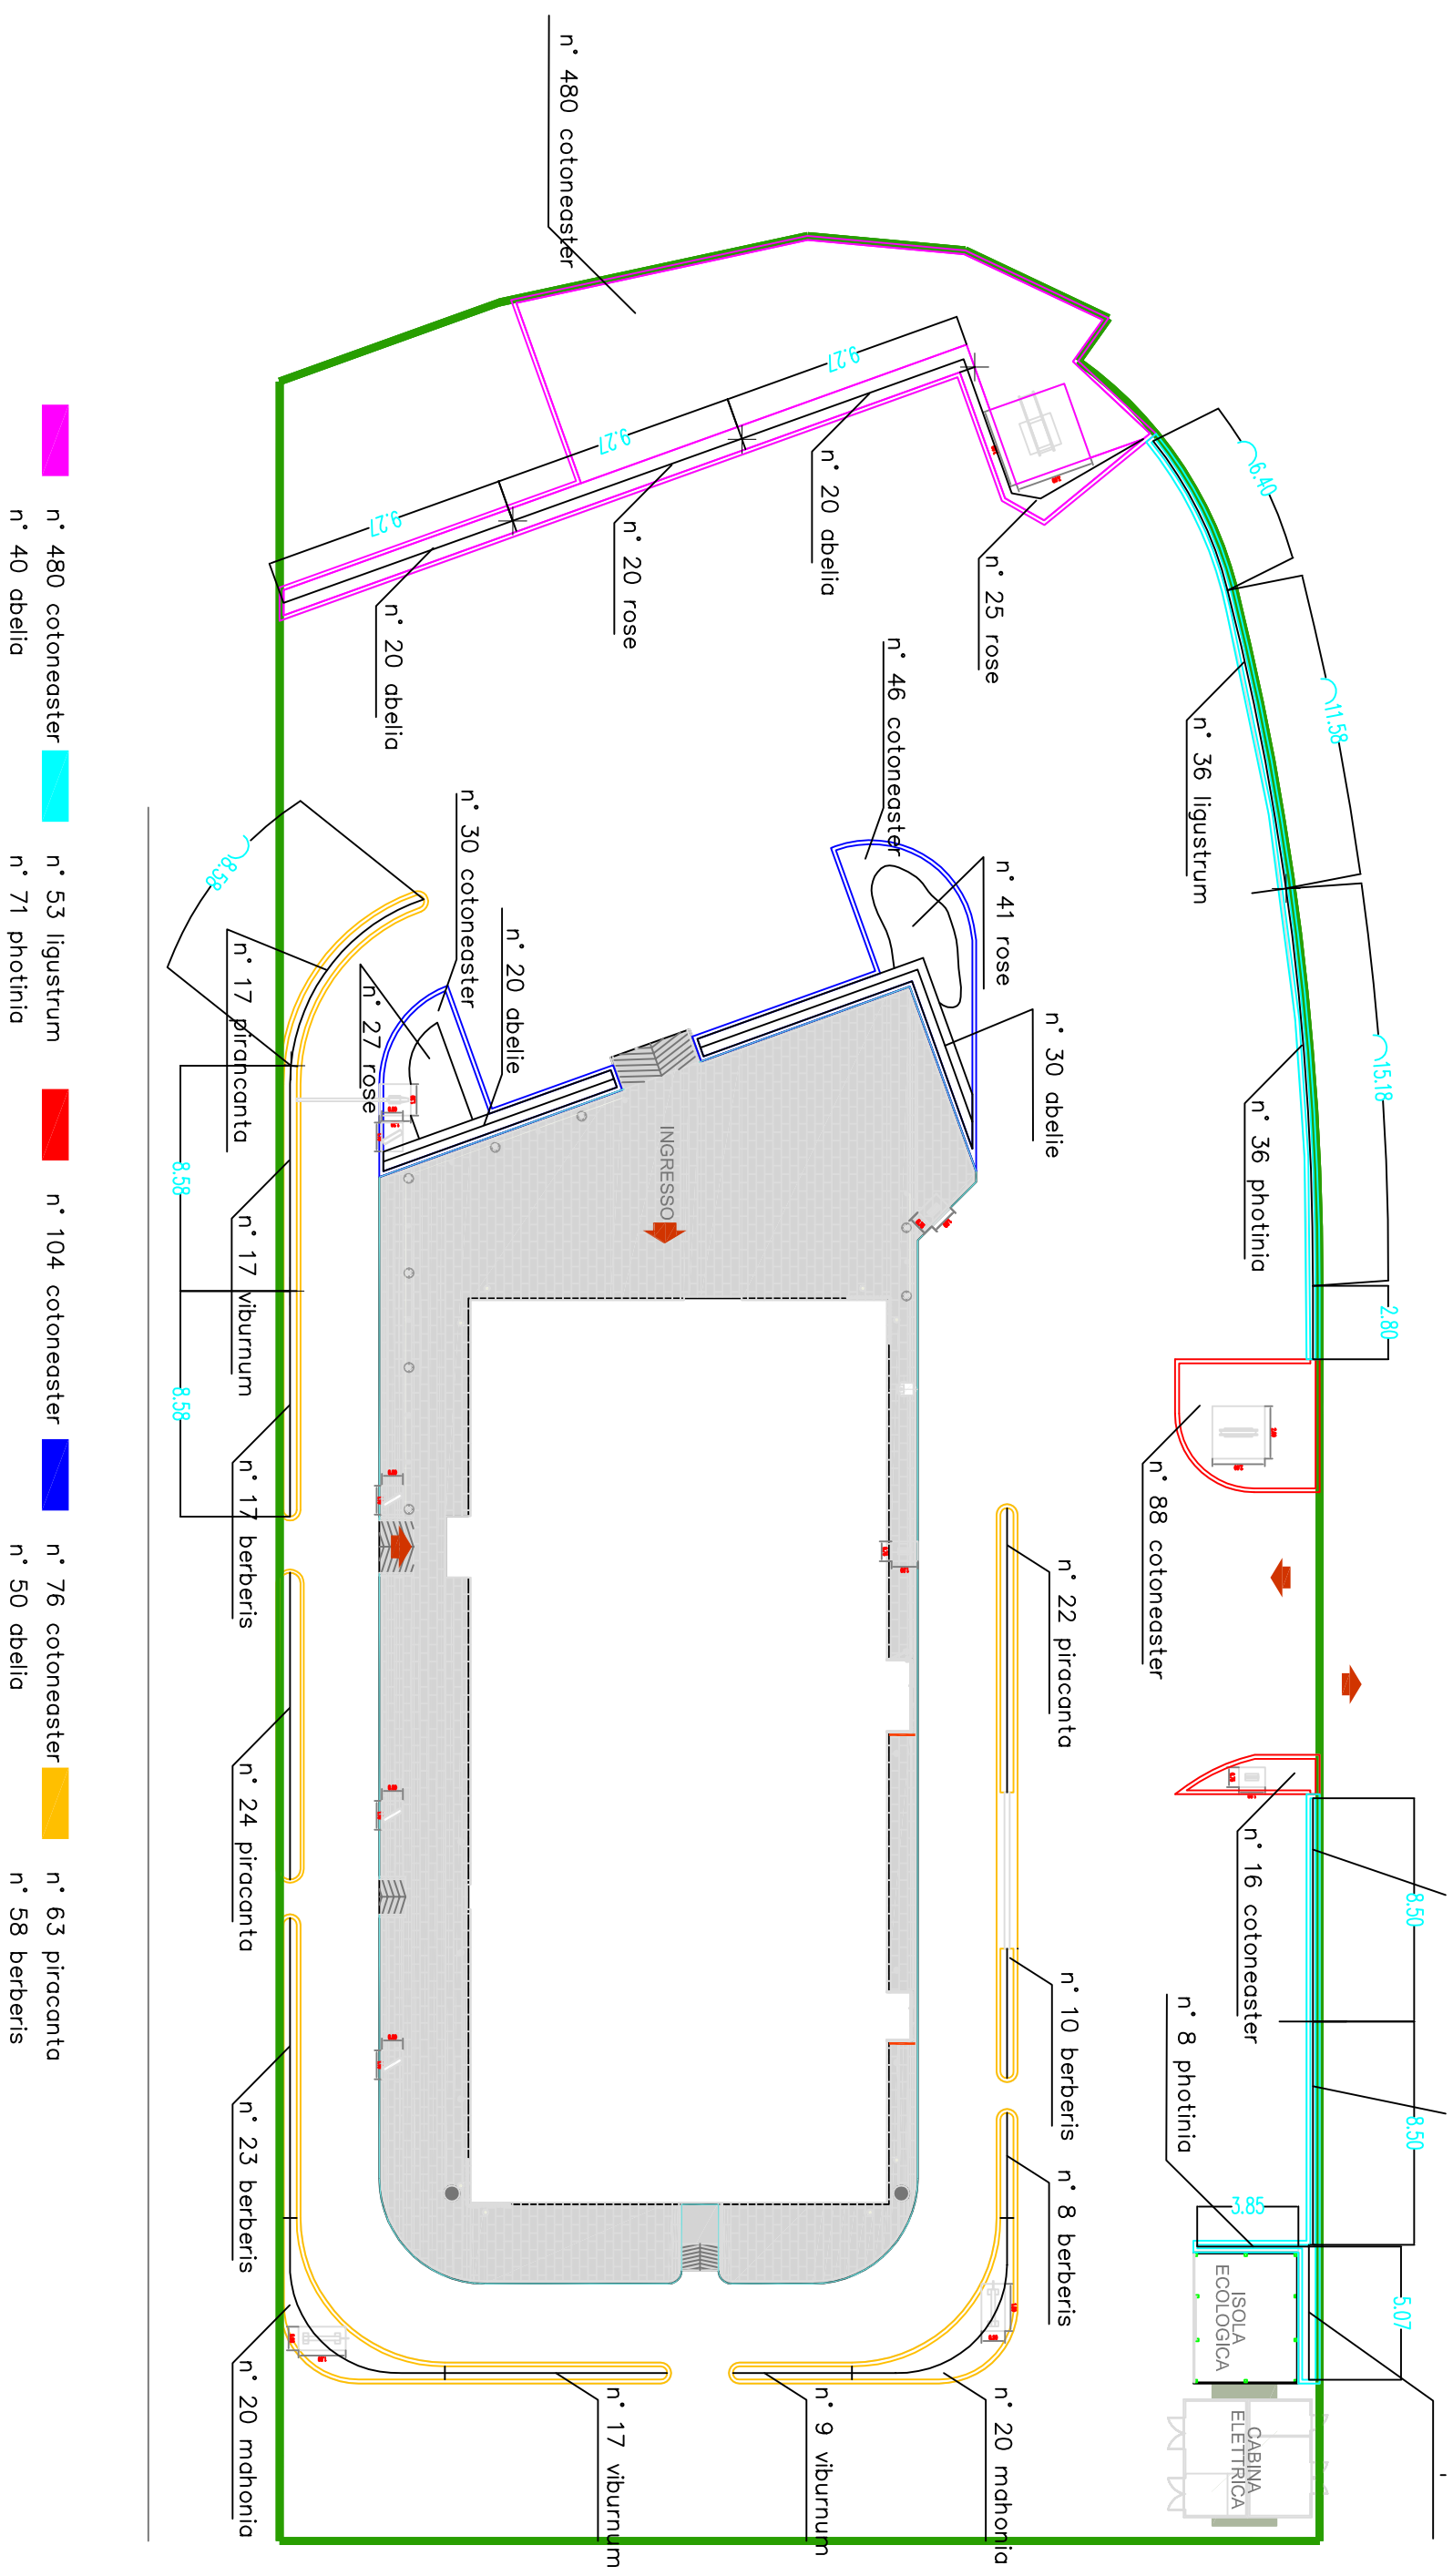 n° 480 cotoneaster
9.27
9.27
9.27
n° 20 abelia
n° 20 rose
n° 20 abelia
n° 25 rose
6.40
11.58
15.18
2.80
n° 36 ligustrum
n° 36 photinia
n° 46 cotoneaster
n° 41 rose
n° 30 abelie
n° 30 cotoneaster
n° 20 abelie
n° 27 rose
8.58
n° 17 pirancanta
8.58
n° 17 viburnum
8.58
n° 17 berberis
INGRESSO
n° 88 cotoneaster
n° 22 piracanta
n° 24 piracanta
n° 16 cotoneaster
8.50
8.50
n° 10 berberis
n° 8 photinia
n° 8 berberis
n° 23 berberis
3.85
5.07
ISOLA
ECOLOGICA
CABINA
ELETTRICA
n° 20 mahonia
n° 17 viburnum
n° 9 viburnum
n° 20 mahonia
n° 480 cotoneaster
n° 40 abelia
n° 53 ligustrum
n° 71 photinia
n° 104 cotoneaster
n° 76 cotoneaster
n° 50 abelia
n° 63 piracanta
n° 58 berberis